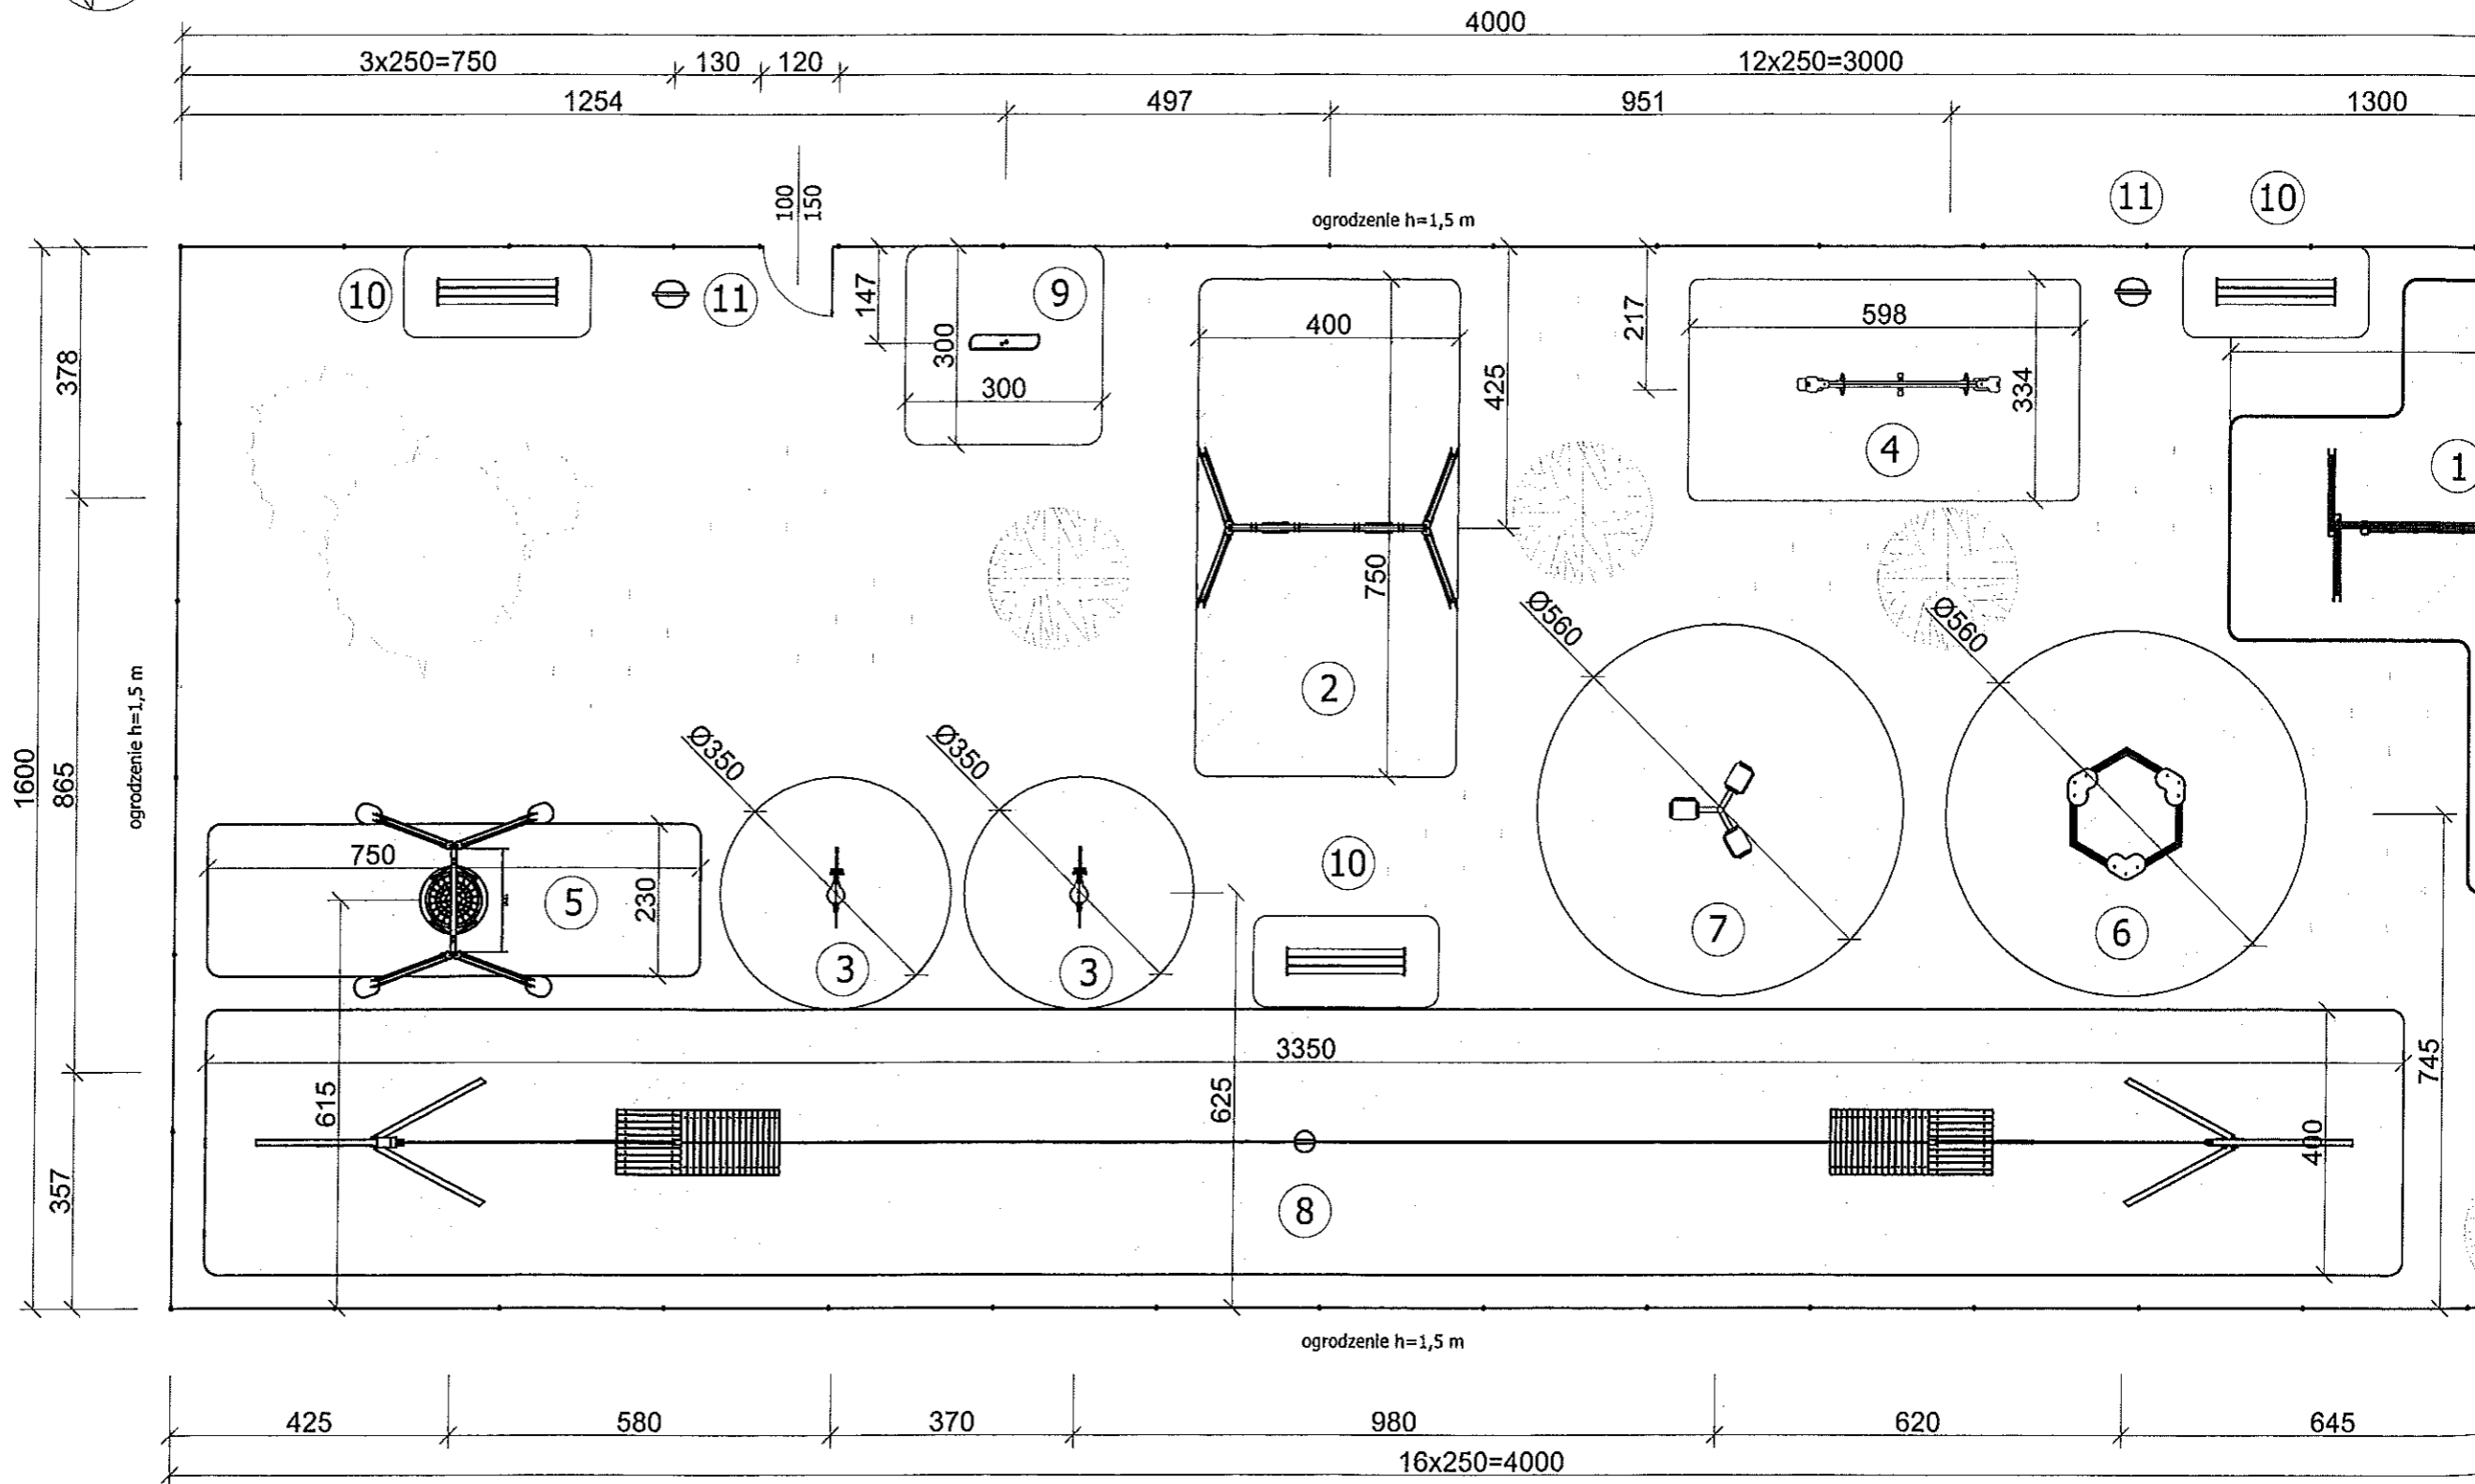 4000
3x250=750 130 120 12x250=3000
1254 497 951 1300
100
150
ogrodzenie h=1,5 m
11 10
10 11 147 300 9 300
400 425 750 2
217 598 334 4
1
378
865
1600
357
ogrodzenie h=1,5 m
Ø350 Ø350 Ø560 Ø560
750 230 5
3 3 10 7 6
3350
615 625 745 400
8
ogrodzenie h=1,5 m
425 580 370 980 620 645
16x250=4000